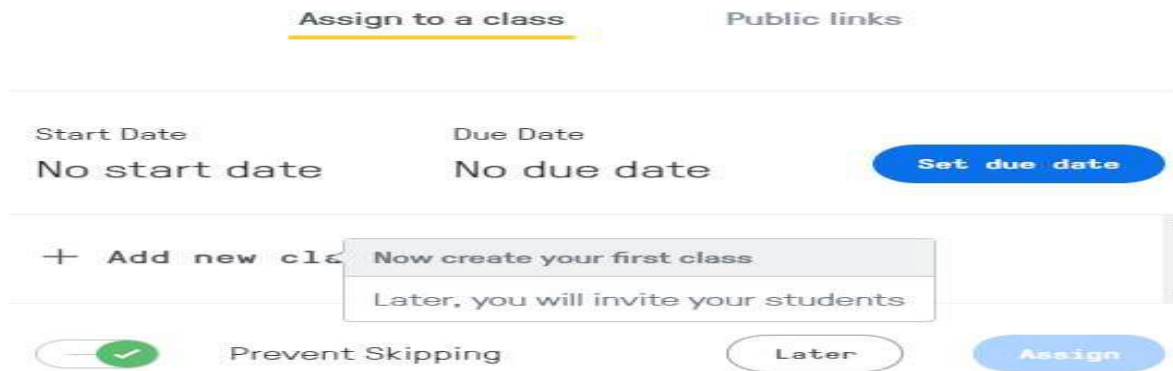 Assign to a class Public links
Start Date Due Date
No start date No due date Set due date
+ Add new cla
Now create your first class
Later, you will invite your students
Prevent Skipping Later Assign